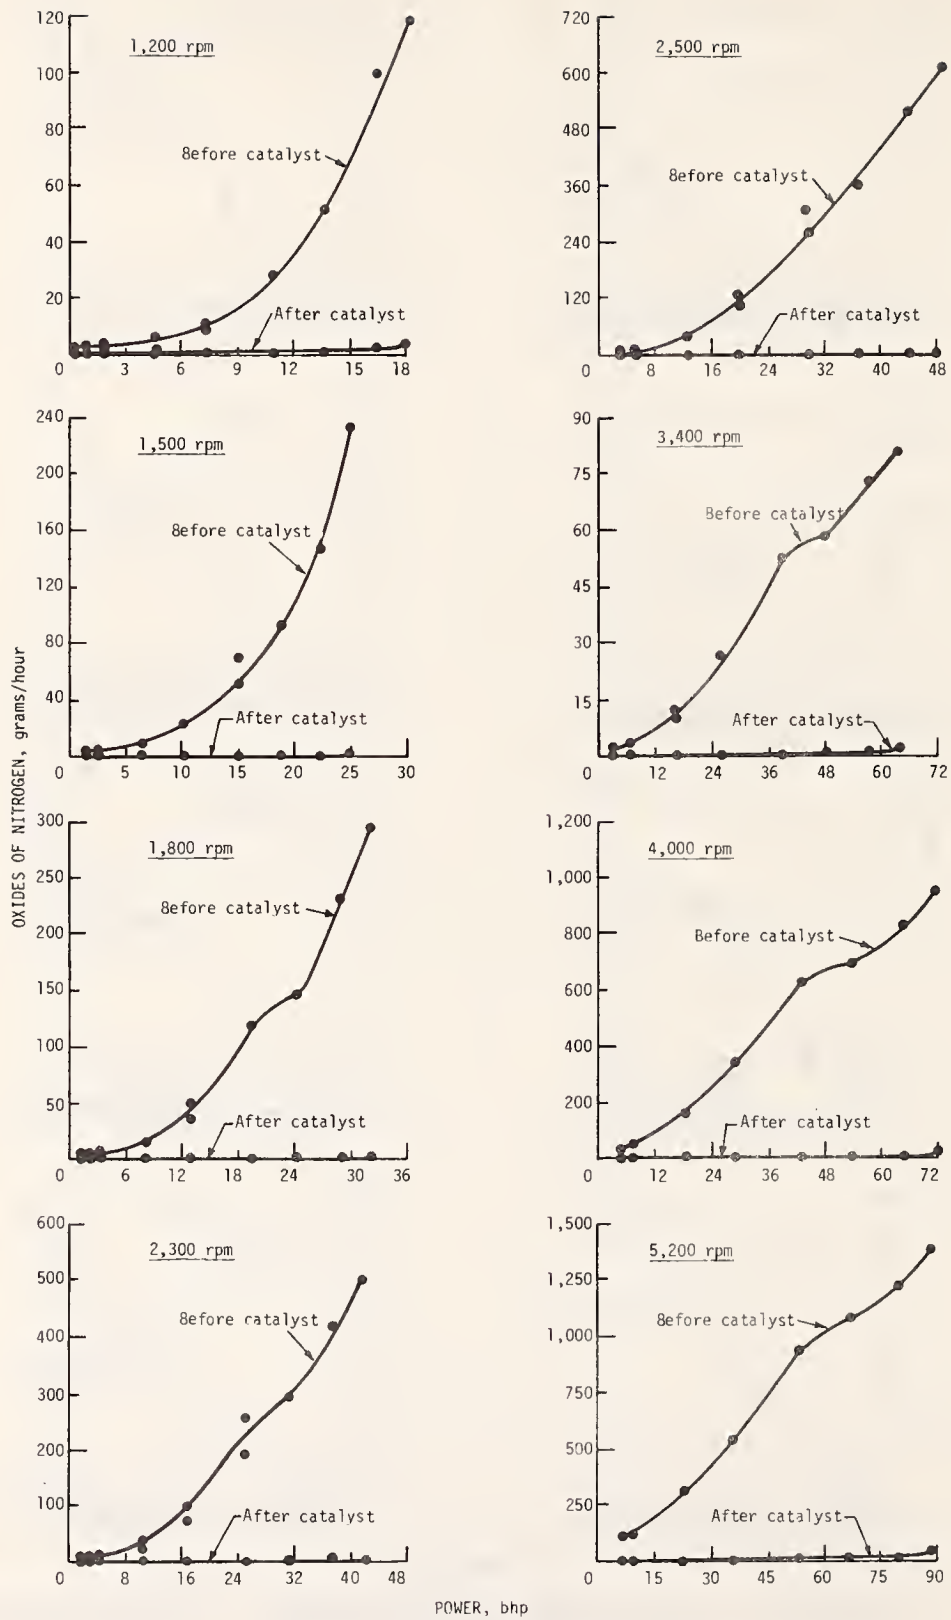 OXIDES OF NITROGEN, grams/hour
120
1,200 rpm
100
80
Before catalyst
60
40
20
After catalyst
0 3 6 9 12 15 18
720
2,500 rpm
600
480
360
Before catalyst
240
120
After catalyst
0 8 16 24 32 40 48
240
1,500 rpm
200
160
Before catalyst
120
80
40
After catalyst
0 5 10 15 20 25 30
90
3,400 rpm
75
Before catalyst
60
45
30
15
After catalyst
0 12 26 36 48 60 72
300
1,800 rpm
250
Before catalyst
200
150
100
50
After catalyst
0 6 12 18 24 30 36
1,200
4,000 rpm
1,000
800
Before catalyst
600
400
200
After catalyst
0 12 24 36 48 60 72
600
2,300 rpm
500
400
Before catalyst
300
200
100
After catalyst
0 8 16 24 32 40 48
1,500
5,200 rpm
1,250
Before catalyst
1,000
750
500
250
After catalyst
0 15 30 45 60 75 90
POWER, bhp